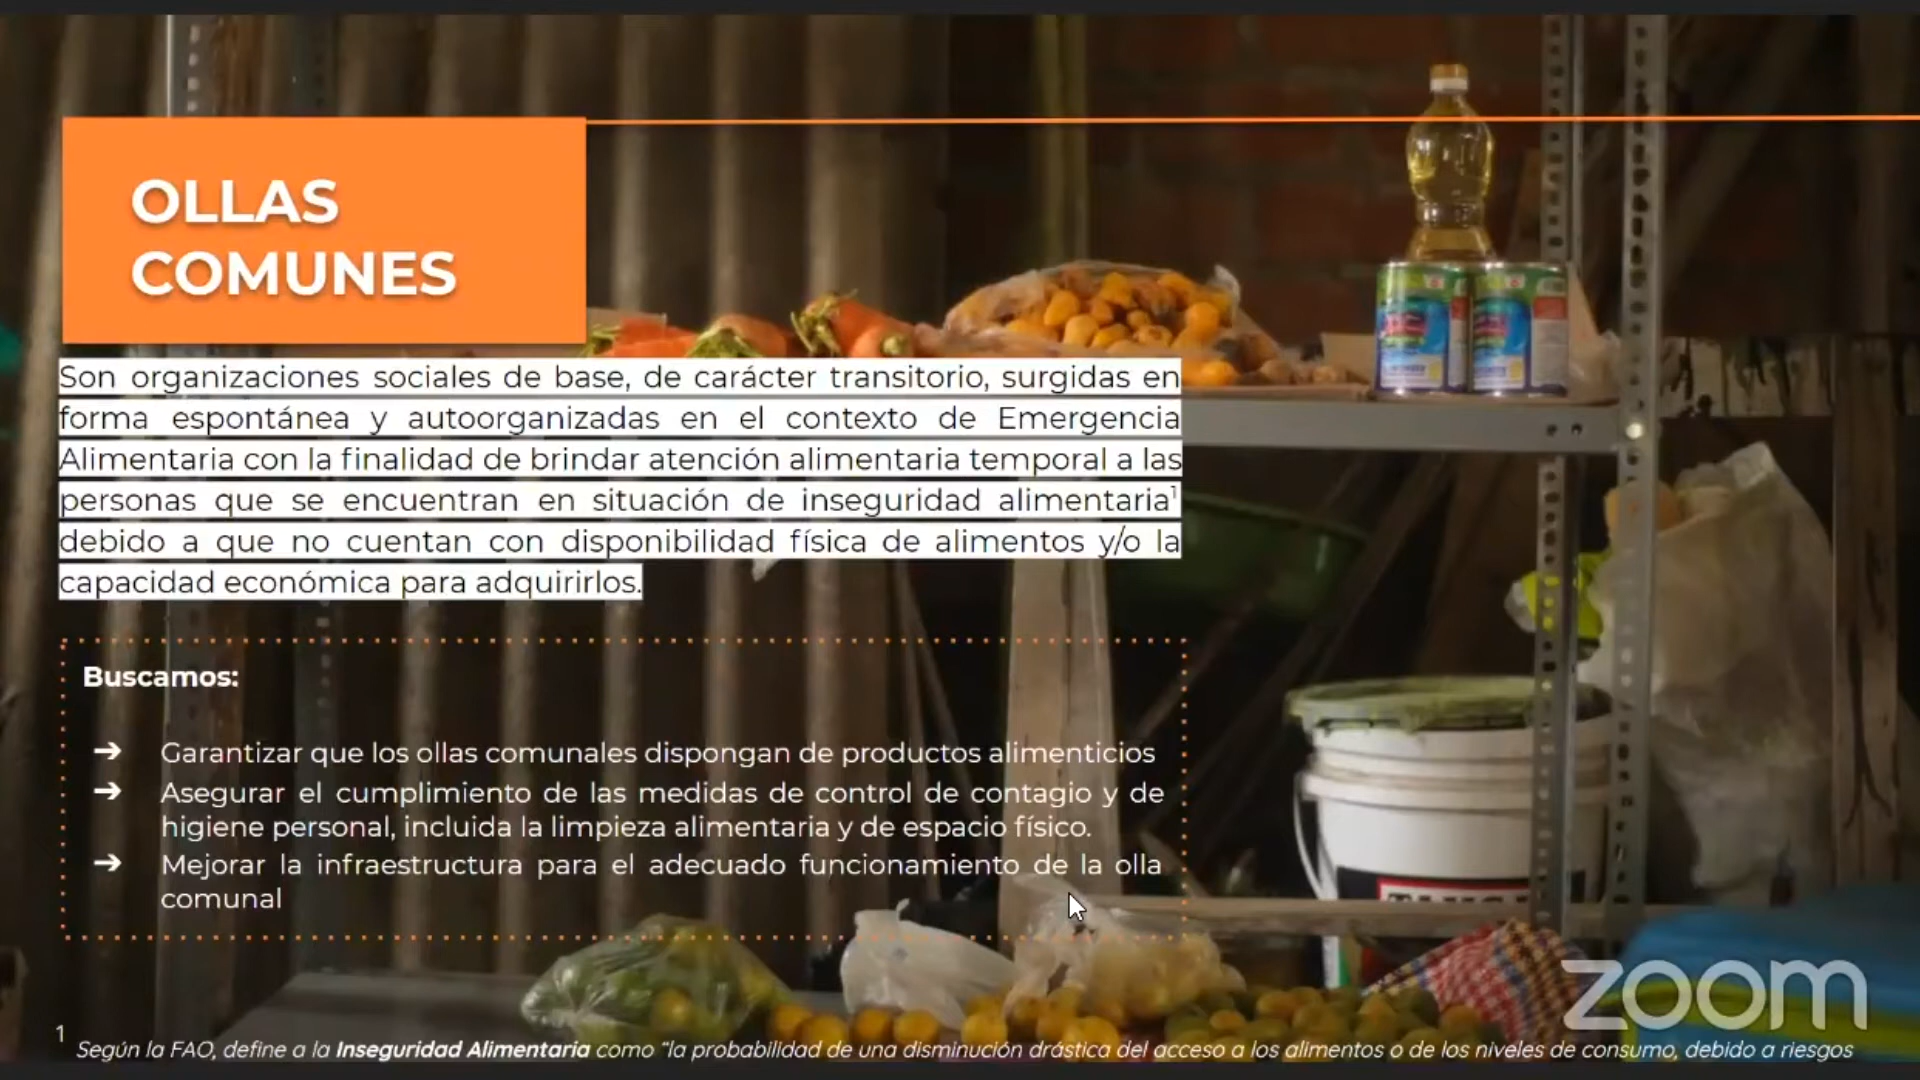 OLLAS
COMUNES
Son organizaciones sociales de base, de carácter transitorio, surgidas en
forma espontánea y autoorganizadas en el contexto de Emergencia
Alimentaria con la finalidad de brindar atención alimentaria temporal a las
personas que se encuentran en situación de inseguridad alimentaria¹
debido a que no cuentan con disponibilidad física de alimentos y/o la
capacidad económica para adquirirlos.
Buscamos:
➔ Garantizar que los ollas comunales dispongan de productos alimenticios
➔ Asegurar el cumplimiento de las medidas de control de contagio y de
higiene personal, incluida la limpieza alimentaria y de espacio físico.
➔ Mejorar la infraestructura para el adecuado funcionamiento de la olla
comunal
zoom
1 Según la FAO, define a la Inseguridad Alimentaria como “la probabilidad de una disminución drástica del acceso a los alimentos o de los niveles de consumo, debido a riesgos